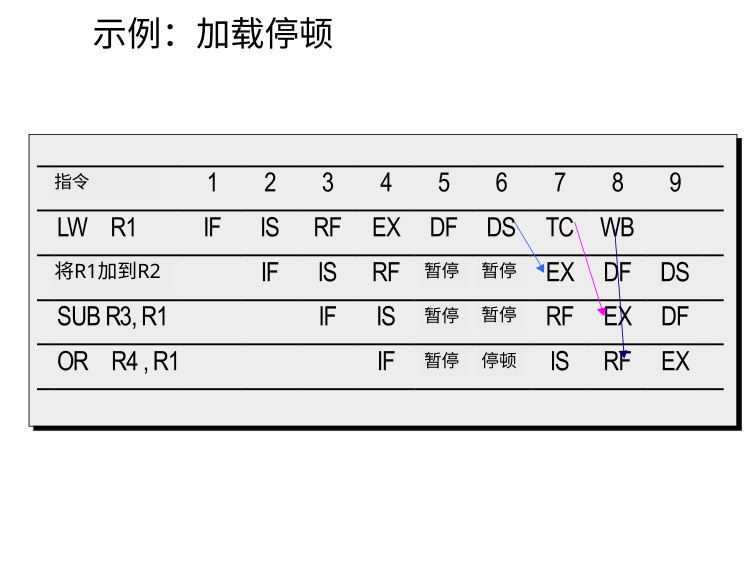 示例：加载停顿
指令 1 2 3 4 5 6 7 8 9
LW R1 IF IS RF EX DF DS TC WB
将R1加到R2 IF IS RF 暂停 暂停 EX DF DS
SUB R3, R1 IF IS 暂停 暂停 RF EX DF
OR R4 , R1 IF 暂停 停顿 IS RF EX